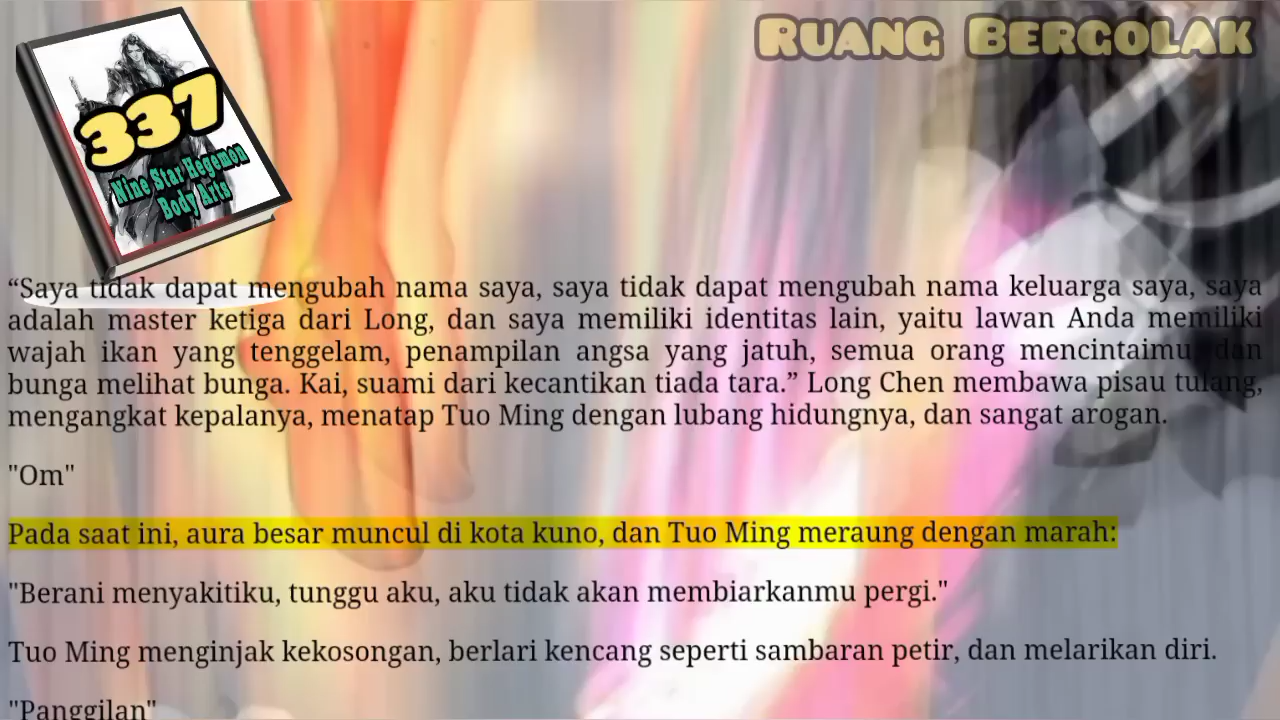 Ruang Bergolak
337
Nine Star Hegemon
Body Arts
“Saya tidak dapat mengubah nama saya, saya tidak dapat mengubah nama keluarga saya, saya
adalah master ketiga dari Long, dan saya memiliki identitas lain, yaitu lawan Anda memiliki
wajah ikan yang tenggelam, penampilan angsa yang jatuh, semua orang mencintaimu dan
bunga melihat bunga. Kai, suami dari kecantikan tiada tara.” Long Chen membawa pisau tulang,
mengangkat kepalanya, menatap Tuo Ming dengan lubang hidungnya, dan sangat arogan.
"Om"
Pada saat ini, aura besar muncul di kota kuno, dan Tuo Ming meraung dengan marah:
"Berani menyakitiku, tunggu aku, aku tidak akan membiarkanmu pergi."
Tuo Ming menginjak kekosongan, berlari kencang seperti sambaran petir, dan melarikan diri.
"Panggilan"